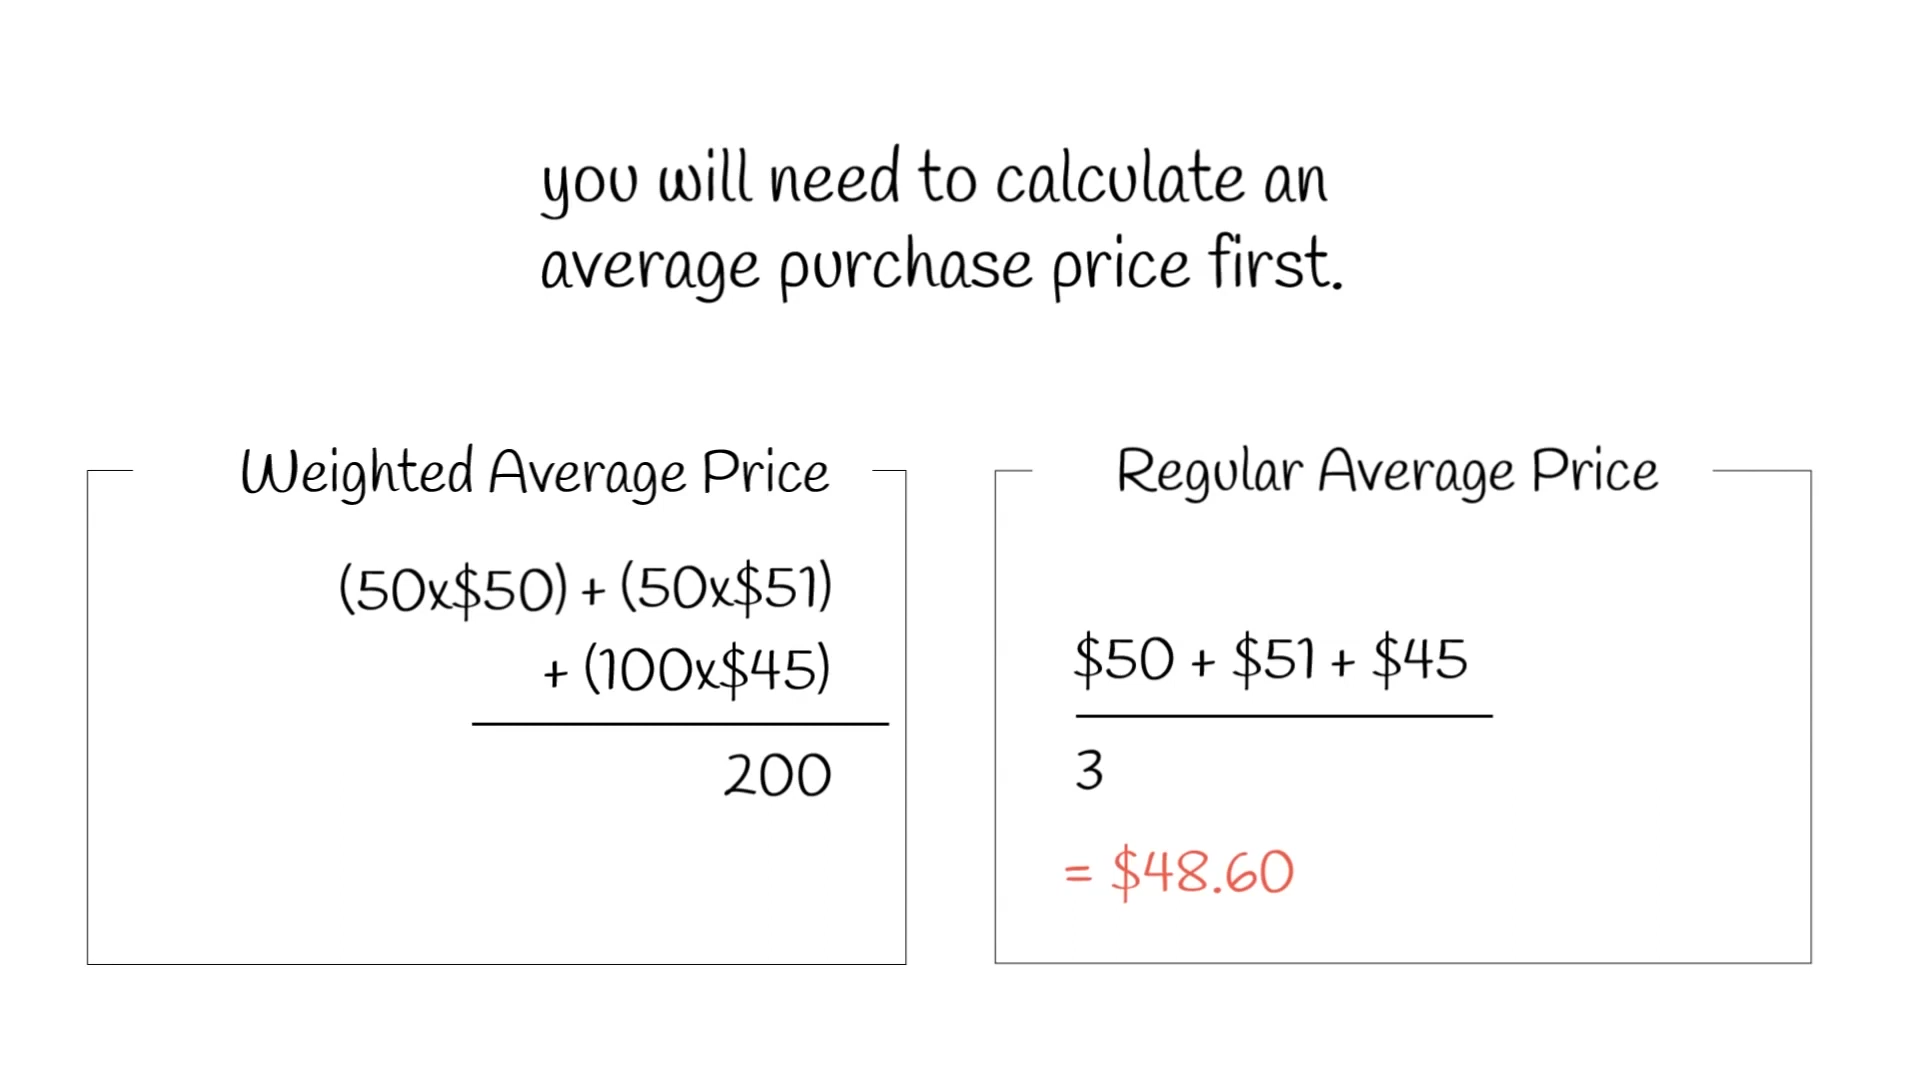 you will need to calculate an
average purchase price first.
Weighted Average Price
(50x$50) + (50x$51)
+ (100x$45)
200
Regular Average Price
$50 + $51 + $45
3
= $48.60